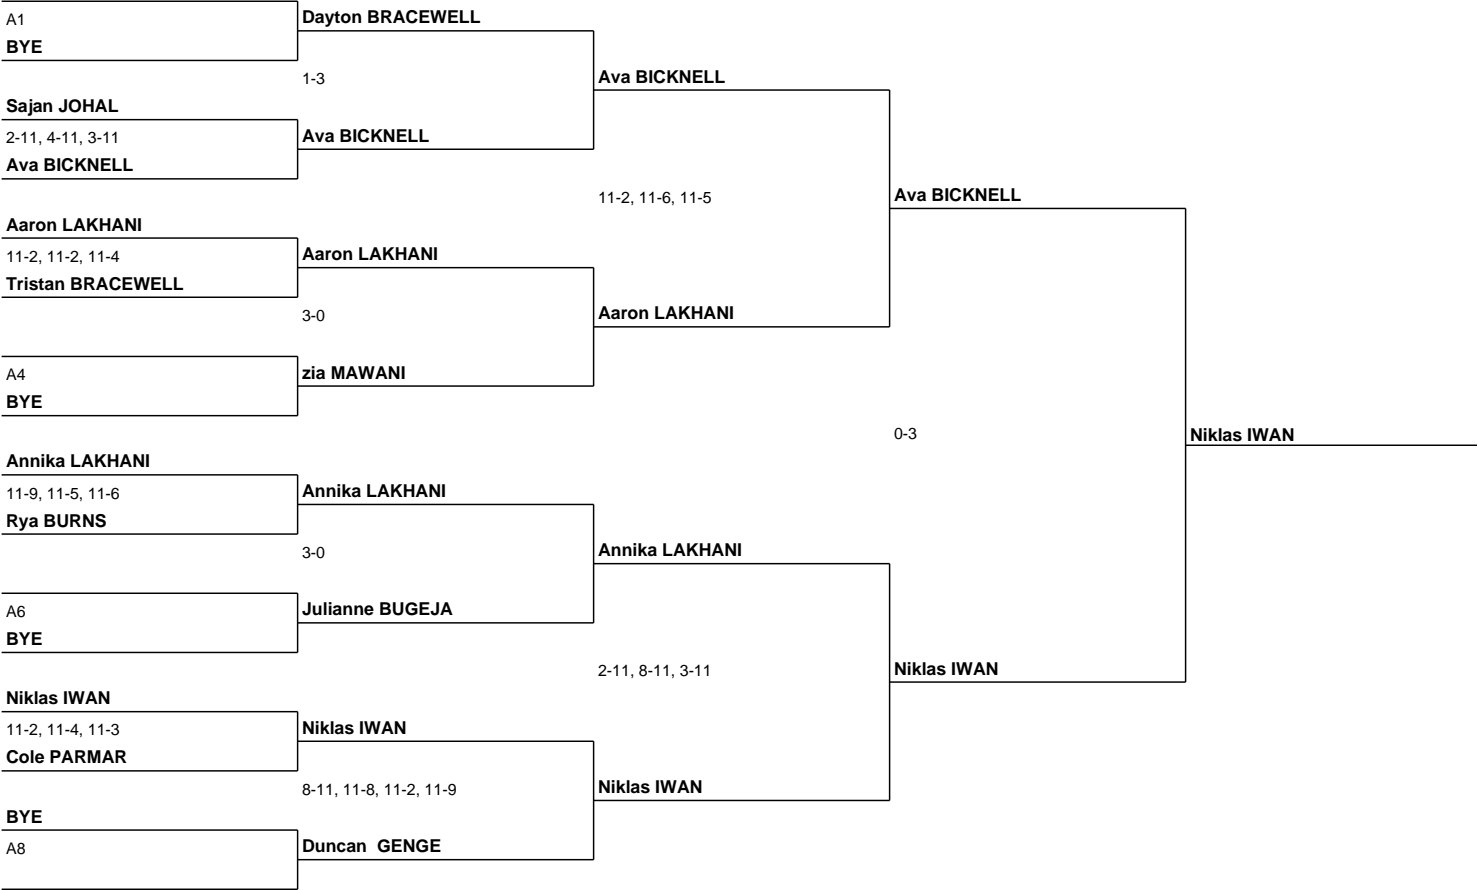 A1
BYE
Dayton BRACEWELL
1-3
Sajan JOHAL
2-11, 4-11, 3-11
Ava BICKNELL
Ava BICKNELL
Ava BICKNELL
11-2, 11-6, 11-5
Aaron LAKHANI
11-2, 11-2, 11-4
Tristan BRACEWELL
Aaron LAKHANI
3-0
A4
BYE
zia MAWANI
Aaron LAKHANI
Ava BICKNELL
0-3
Annika LAKHANI
11-9, 11-5, 11-6
Rya BURNS
Annika LAKHANI
3-0
A6
BYE
Julianne BUGEJA
Annika LAKHANI
2-11, 8-11, 3-11
Niklas IWAN
11-2, 11-4, 11-3
Cole PARMAR
Niklas IWAN
8-11, 11-8, 11-2, 11-9
BYE
A8
Duncan  GENGE
Niklas IWAN
Niklas IWAN
Niklas IWAN